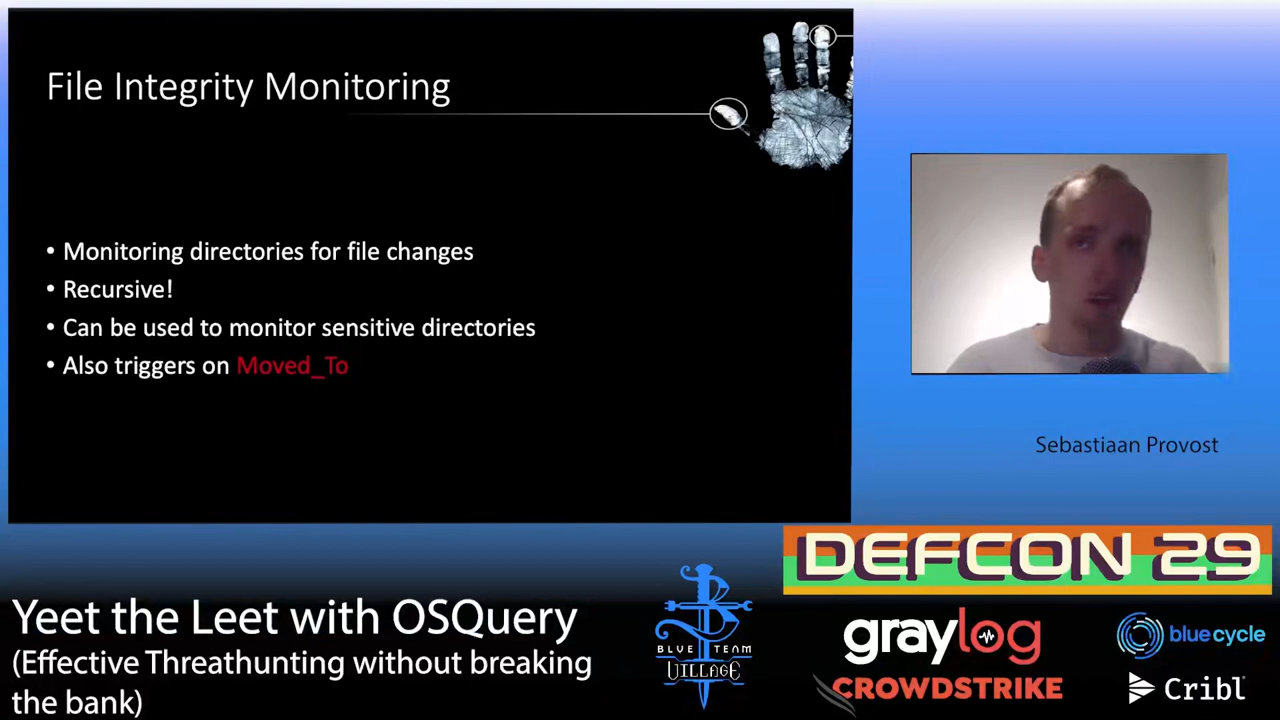 File Integrity Monitoring
• Monitoring directories for file changes
• Recursive!
• Can be used to monitor sensitive directories
• Also triggers on Moved_To
Sebastiaan Provost
DEFCON 29
Yeet the Leet with OSQuery
(Effective Threathunting without breaking
the bank)
BLUE TEAM
VILLAGE
graylog
bluecycle
CROWDSTRIKE
Cribl